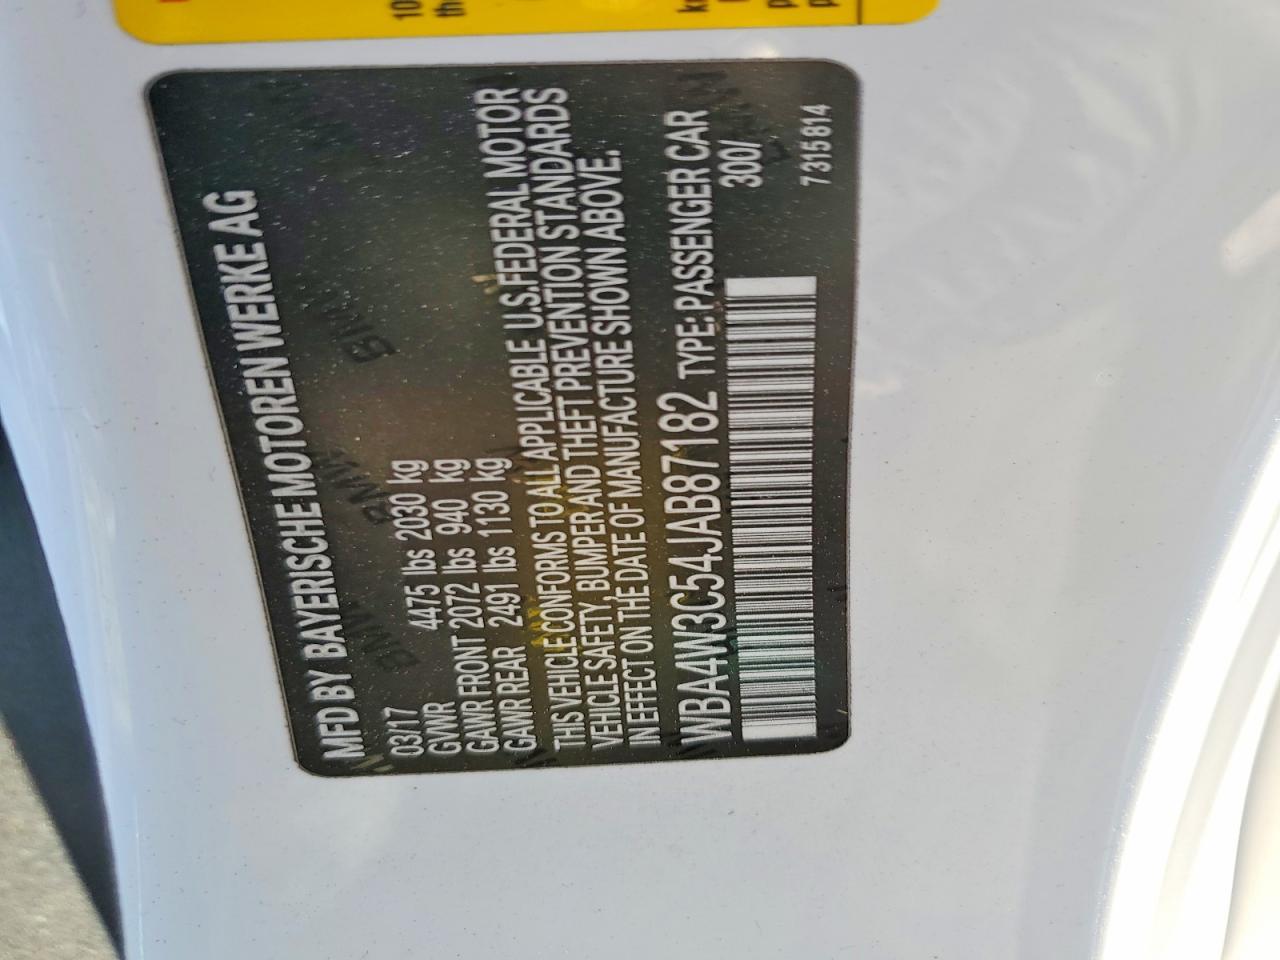 MFD BY BAYERISCHE MOTOREN WERKE AG
03/17
GVWR 4475 lbs 2030 kg
GAWR FRONT 2072 lbs 940 kg
GAWR REAR 2491 lbs 1130 kg
THIS VEHICLE CONFORMS TO ALL APPLICABLE U.S.FEDERAL MOTOR
VEHICLE SAFETY, BUMPER AND THEFT PREVENTION STANDARDS
IN EFFECT ON THE DATE OF MANUFACTURE SHOWN ABOVE.
WBA4W3C54JAB87182 TYPE: PASSENGER CAR
300/
7315814